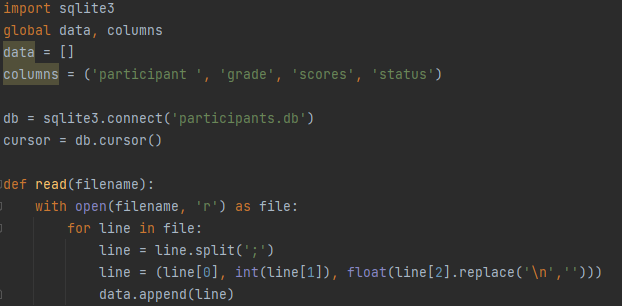 import sqlite3
global data, columns
data = []
columns = ('participant ', 'grade', 'scores', 'status')
db = sqlite3.connect('participants.db')
cursor = db.cursor()
def read(filename):
with open(filename, 'r') as file:
for line in file:
line = line.split(';')
line = (line[0], int(line[1]), float(line[2].replace('\n','')))
data.append(line)